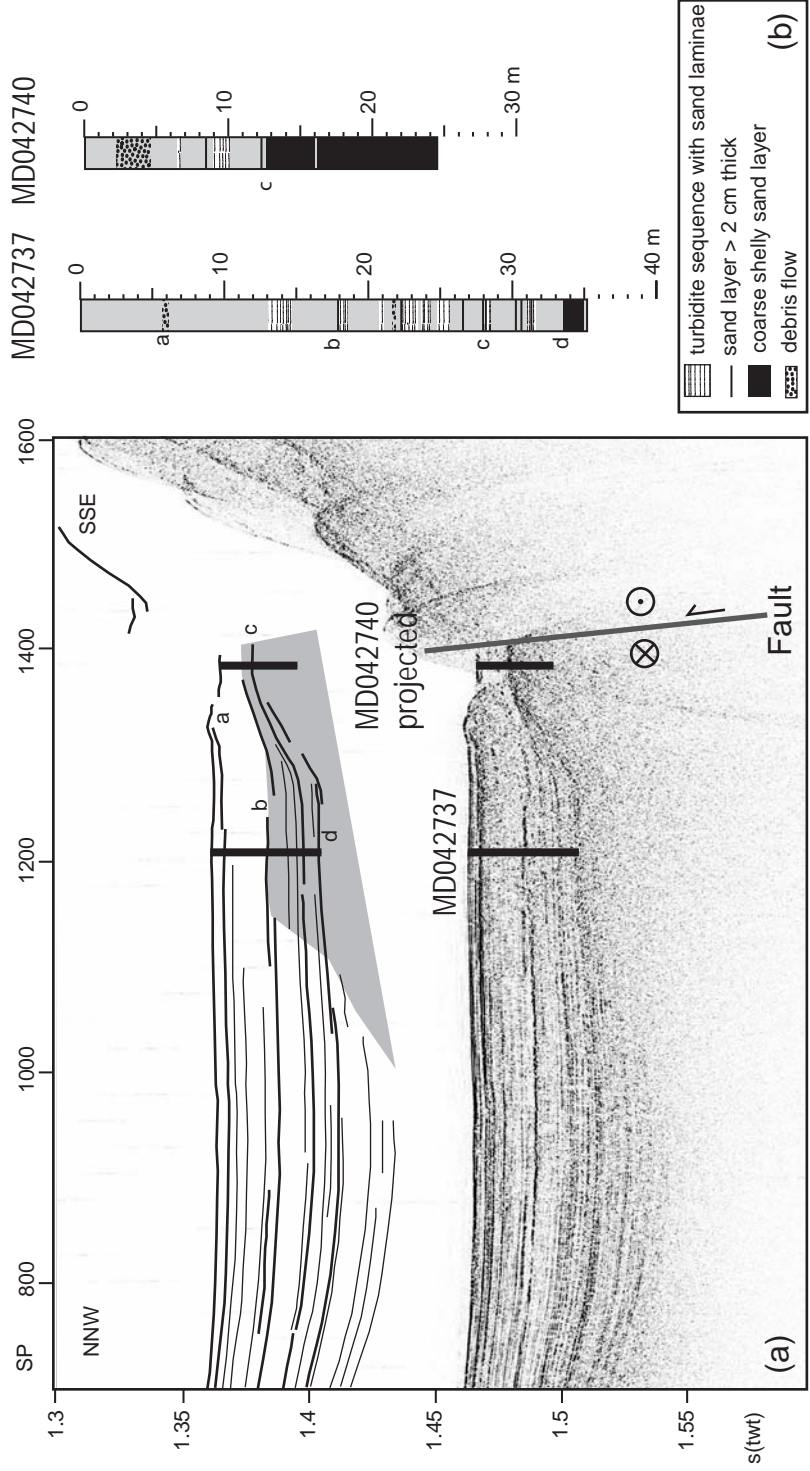 SP
800
1000
1200
1400
1600
NNW
SSE
1.3
1.35
1.4
1.45
1.5
1.55
s(twt)
a
b
c
d
MD042737
MD042740
projected
Fault
(a)
MD042737
0
10
20
30
40 m
a
b
c
d
MD042740
0
10
20
30 m
c
turbidite sequence with sand laminae
sand layer > 2 cm thick
coarse shelly sand layer
debris flow
(b)